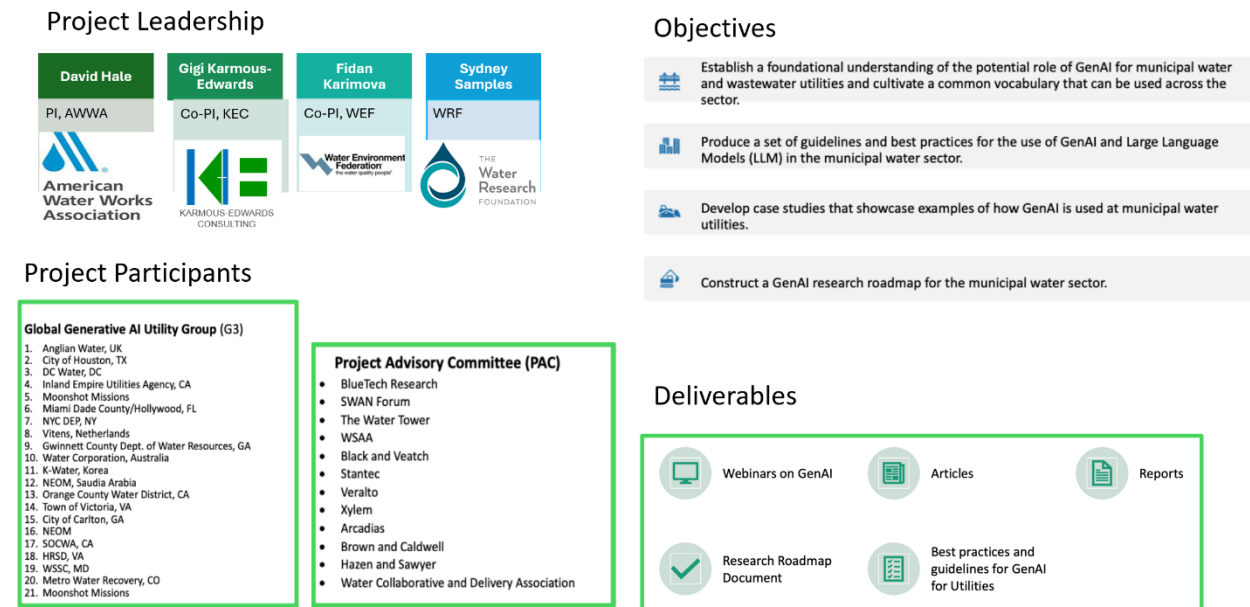 Project Leadership
David Hale
PI, AWWA
American
Water Works
Association
Gigi Karmous-
Edwards
Co-PI, KEC
KARMOUS-EDWARDS
CONSULTING
Fidan
Karimova
Co-PI, WEF
Water Environment
Federation
the water quality people®
Sydney
Samples
WRF
THE
Water
Research
FOUNDATION
Project Participants
Global Generative AI Utility Group (G3)
1. Anglian Water, UK
2. City of Houston, TX
3. DC Water, DC
4. Inland Empire Utilities Agency, CA
5. Moonshot Missions
6. Miami Dade County/Hollywood, FL
7. NYC DEP, NY
8. Vitens, Netherlands
9. Gwinnett County Dept. of Water Resources, GA
10. Water Corporation, Australia
11. K-Water, Korea
12. NEOM, Saudia Arabia
13. Orange County Water District, CA
14. Town of Victoria, VA
15. City of Carlton, GA
16. NEOM
17. SOCWA, CA
18. HRSD, VA
19. WSSC, MD
20. Metro Water Recovery, CO
21. Moonshot Missions
Project Advisory Committee (PAC)
• BlueTech Research
• SWAN Forum
• The Water Tower
• WSAA
• Black and Veatch
• Stantec
• Veralto
• Xylem
• Arcadias
• Brown and Caldwell
• Hazen and Sawyer
• Water Collaborative and Delivery Association
Objectives
Establish a foundational understanding of the potential role of GenAI for municipal water
and wastewater utilities and cultivate a common vocabulary that can be used across the
sector.
Produce a set of guidelines and best practices for the use of GenAI and Large Language
Models (LLM) in the municipal water sector.
Develop case studies that showcase examples of how GenAI is used at municipal water
utilities.
Construct a GenAI research roadmap for the municipal water sector.
Deliverables
Webinars on GenAI
Articles
Reports
Research Roadmap
Document
Best practices and
guidelines for GenAI
for Utilities